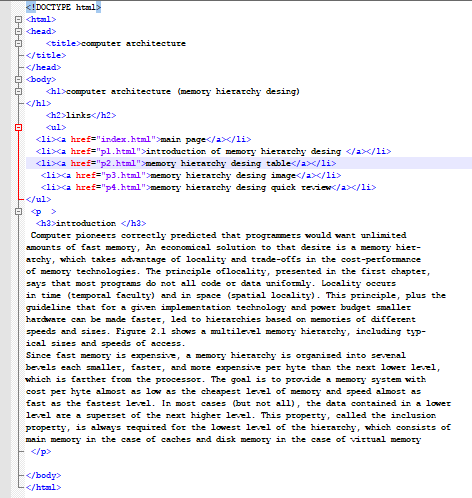 <!DOCTYPE html>
<html>
<head>
<title>computer architecture
</title>
</head>
<body>
<h1>computer architecture (memory hierarchy desing)
</h1>
<h2>links</h2>
<ul>
<li><a href="index.html">main page</a></li>
<li><a href="p1.html">introduction of memory hierarchy desing </a></li>
<li><a href="p2.html">memory hierarchy desing table</a></li>
<li><a href="p3.html">memory hierarchy desing image</a></li>
<li><a href="p4.html">memory hierarchy desing quick review</a></li>
</ul>
<p >
<h3>introduction </h3>
Computer pioneers correctly predicted that programmers would want unlimited
amounts of fast memory, An economical solution to that desire is a memory hier-
archy, which takes advantage of locality and trade-offs in the cost-performance
of memory technologies. The principle oflocality, presented in the first chapter,
says that most programs do not all code or data uniformly. Locality occurs
in time (temporal faculty) and in space (spatial locality). This principle, plus the
guideline that for a given implementation technology and power budget smaller
hardware can be made faster, led to hierarchies based on memories of different
speeds and sizes. Figure 2.1 shows a multilevel memory hierarchy, including typ-
ical sizes and speeds of access.
Since fast memory is expensive, a memory hierarchy is organized into sevenal
bevels each smaller, faster, and more expensive per hyte than the next lower level,
which is farther from the processor. The goal is to provide a memory system with
cost per hyte almost as low as the cheapest level of memory and speed almost as
fast as the fastest level. In most cases (but not all), the data contained in a lower
level are a superset of the next higher level. This property, called the inclusion
property, is always required for the lowest level of the hierarchy, which consists of
main memory in the case of caches and disk memory in the case of virtual memory
</p>
</body>
</html>